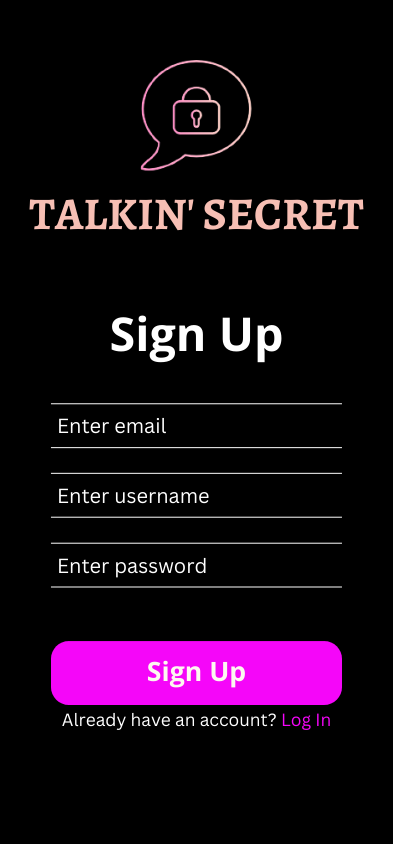 TALKIN' SECRET
Sign Up
Enter email
Enter username
Enter password
Sign Up
Already have an account? Log In